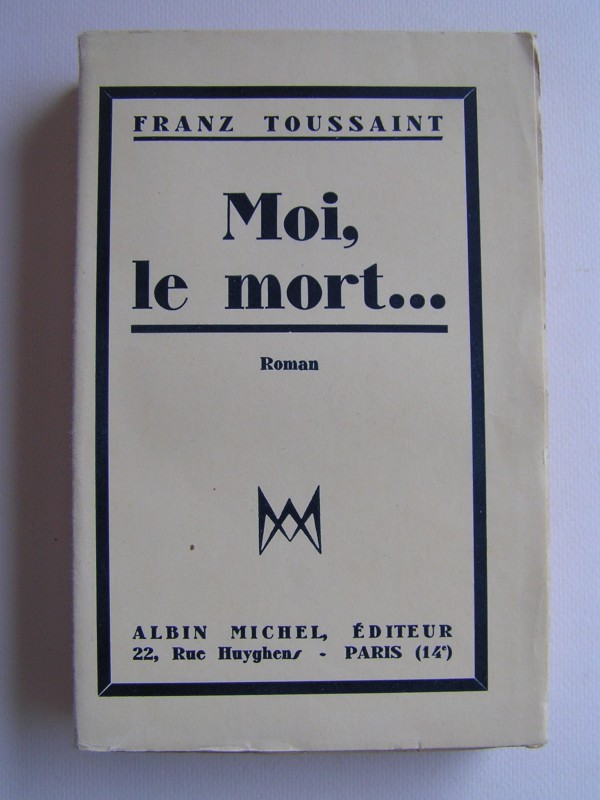 FRANZ TOUSSAINT
Moi,
le mort...
Roman
ALBIN MICHEL, ÉDITEUR
22, Rue Huyghens - PARIS (14e)